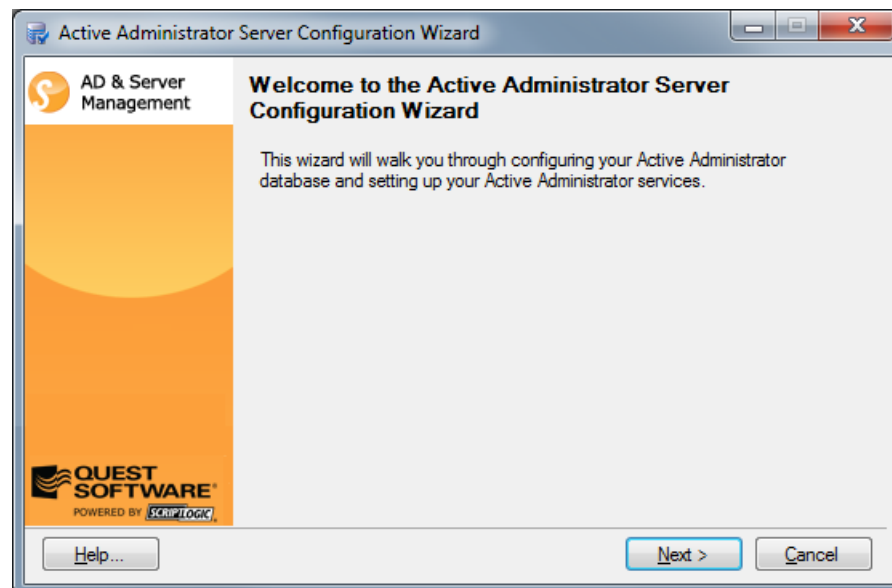 Active Administrator Server Configuration Wizard
AD & Server
Management
Welcome to the Active Administrator Server
Configuration Wizard
This wizard will walk you through configuring your Active Administrator
database and setting up your Active Administrator services.
QUEST
SOFTWARE®
POWERED BY SCRIPTLOGIC
Help...
Next >
Cancel